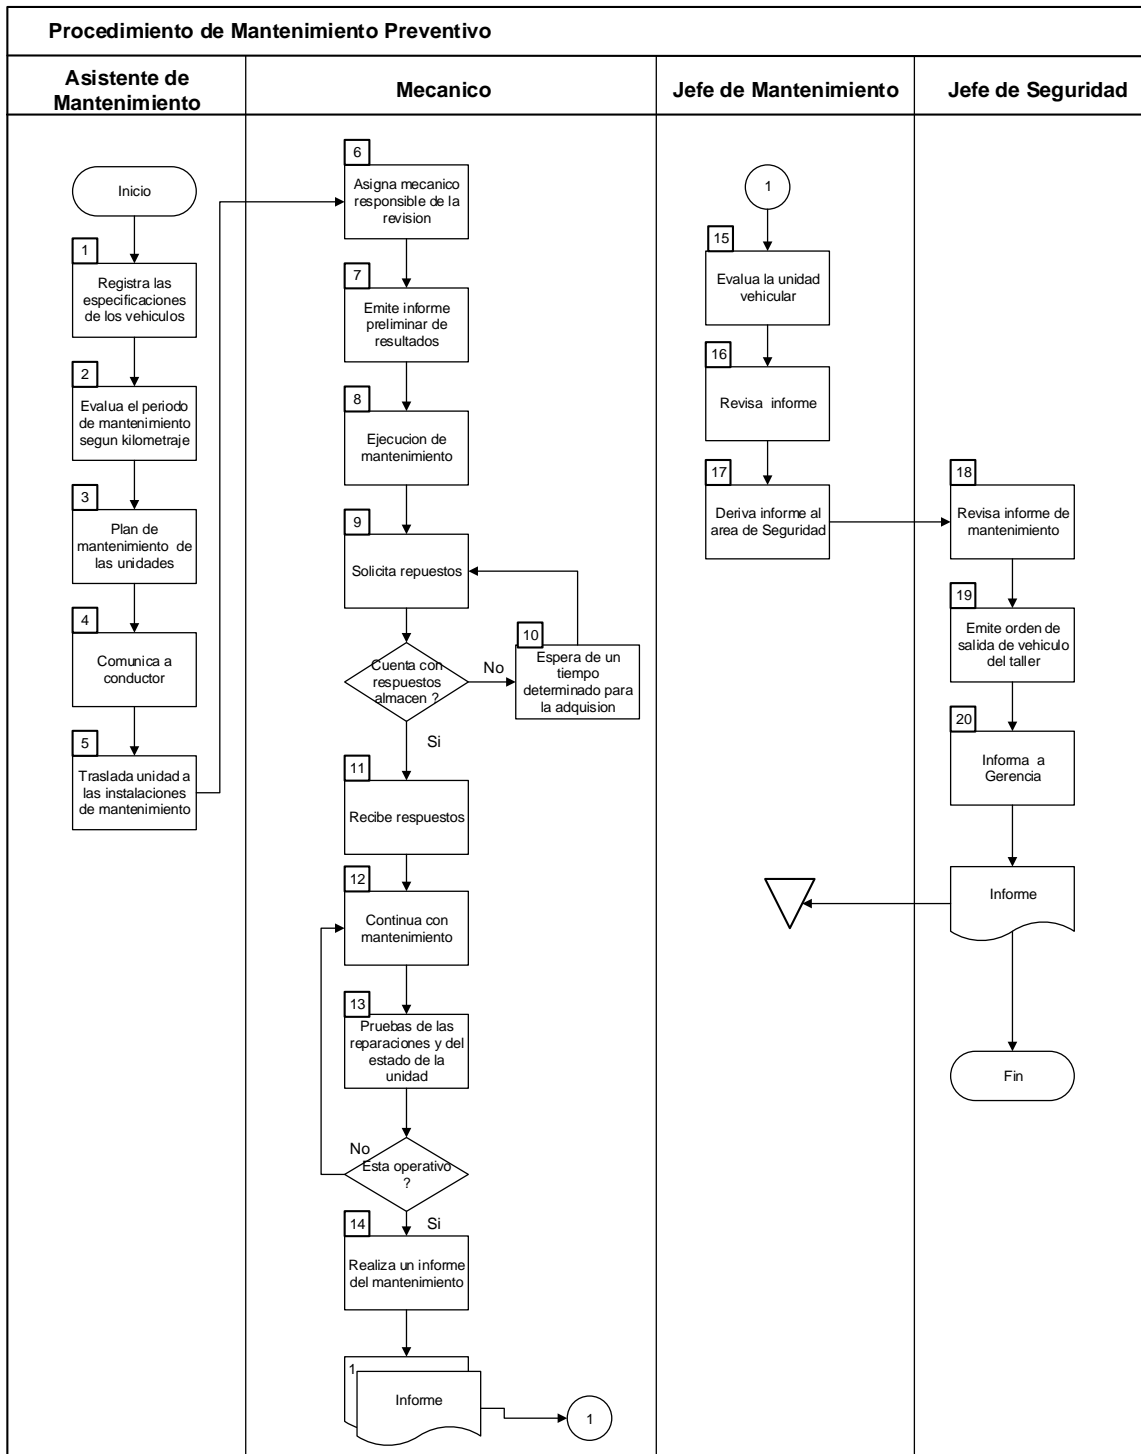 Procedimiento de Mantenimiento Preventivo
Asistente de
Mantenimiento
Mecanico
Jefe de Mantenimiento
Jefe de Seguridad
Inicio
1
Registra las
especificaciones
de los vehiculos
2
Evalua el periodo
de mantenimiento
segun kilometraje
3
Plan de
mantenimiento de
las unidades
4
Comunica a
conductor
5
Traslada unidad a
las instalaciones
de mantenimiento
6
Asigna mecanico
responsible de la
revision
7
Emite informe
preliminar de
resultados
8
Ejecucion de
mantenimiento
9
Solicita repuestos
Cuenta con
respuestos
almacen ?
No
10
Espera de un
tiempo
determinado para
la adquision
Si
11
Recibe respuestos
12
Continua con
mantenimiento
13
Pruebas de las
reparaciones y del
estado de la
unidad
No
Esta operativo
?
Si
14
Realiza un informe
del mantenimiento
1
Informe
1
1
15
Evalua la unidad
vehicular
16
Revisa informe
17
Deriva informe al
area de Seguridad
18
Revisa informe de
mantenimiento
19
Emite orden de
salida de vehiculo
del taller
20
Informa a
Gerencia
Informe
Fin